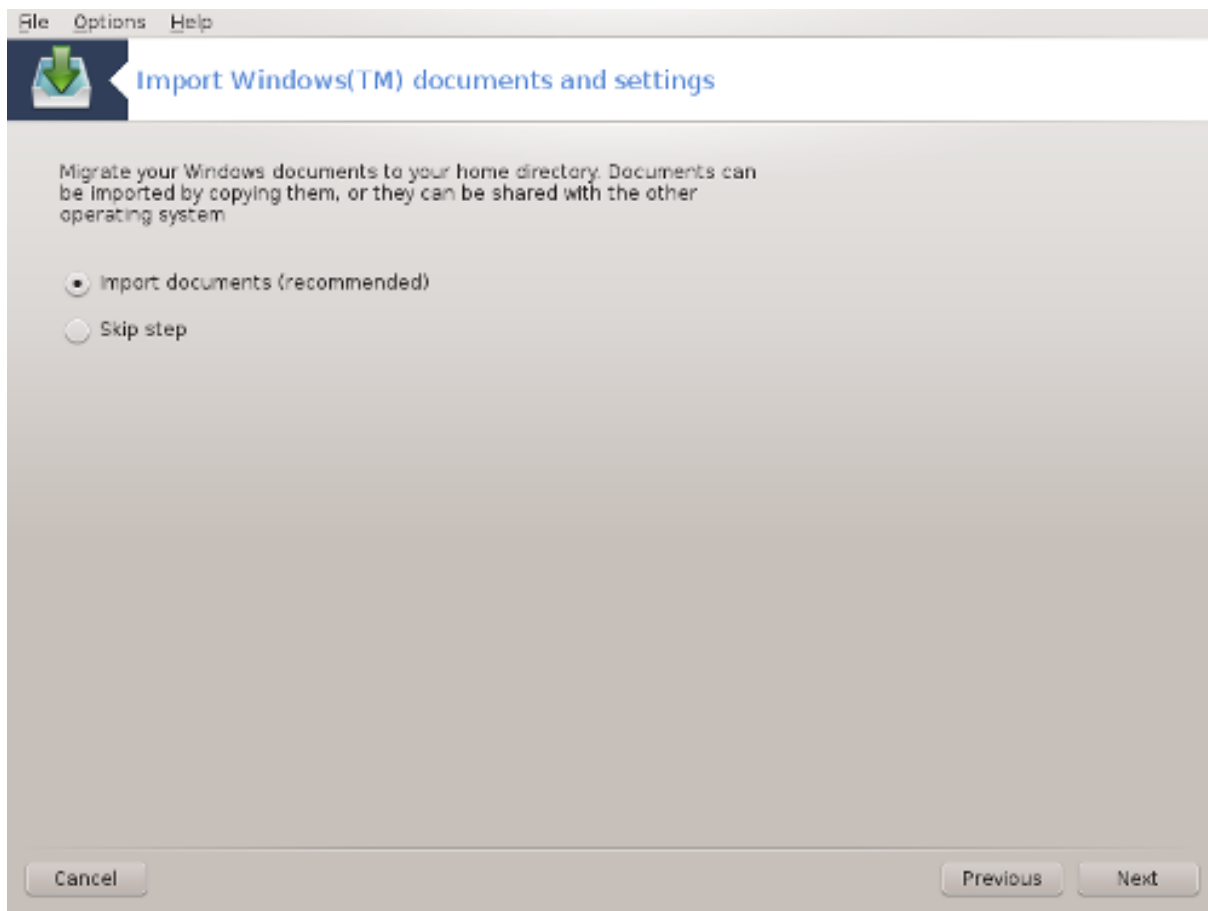 File Options Help
Import Windows(TM) documents and settings
Migrate your Windows documents to your home directory. Documents can
be imported by copying them, or they can be shared with the other
operating system
Import documents (recommended)
Skip step
Cancel Previous Next